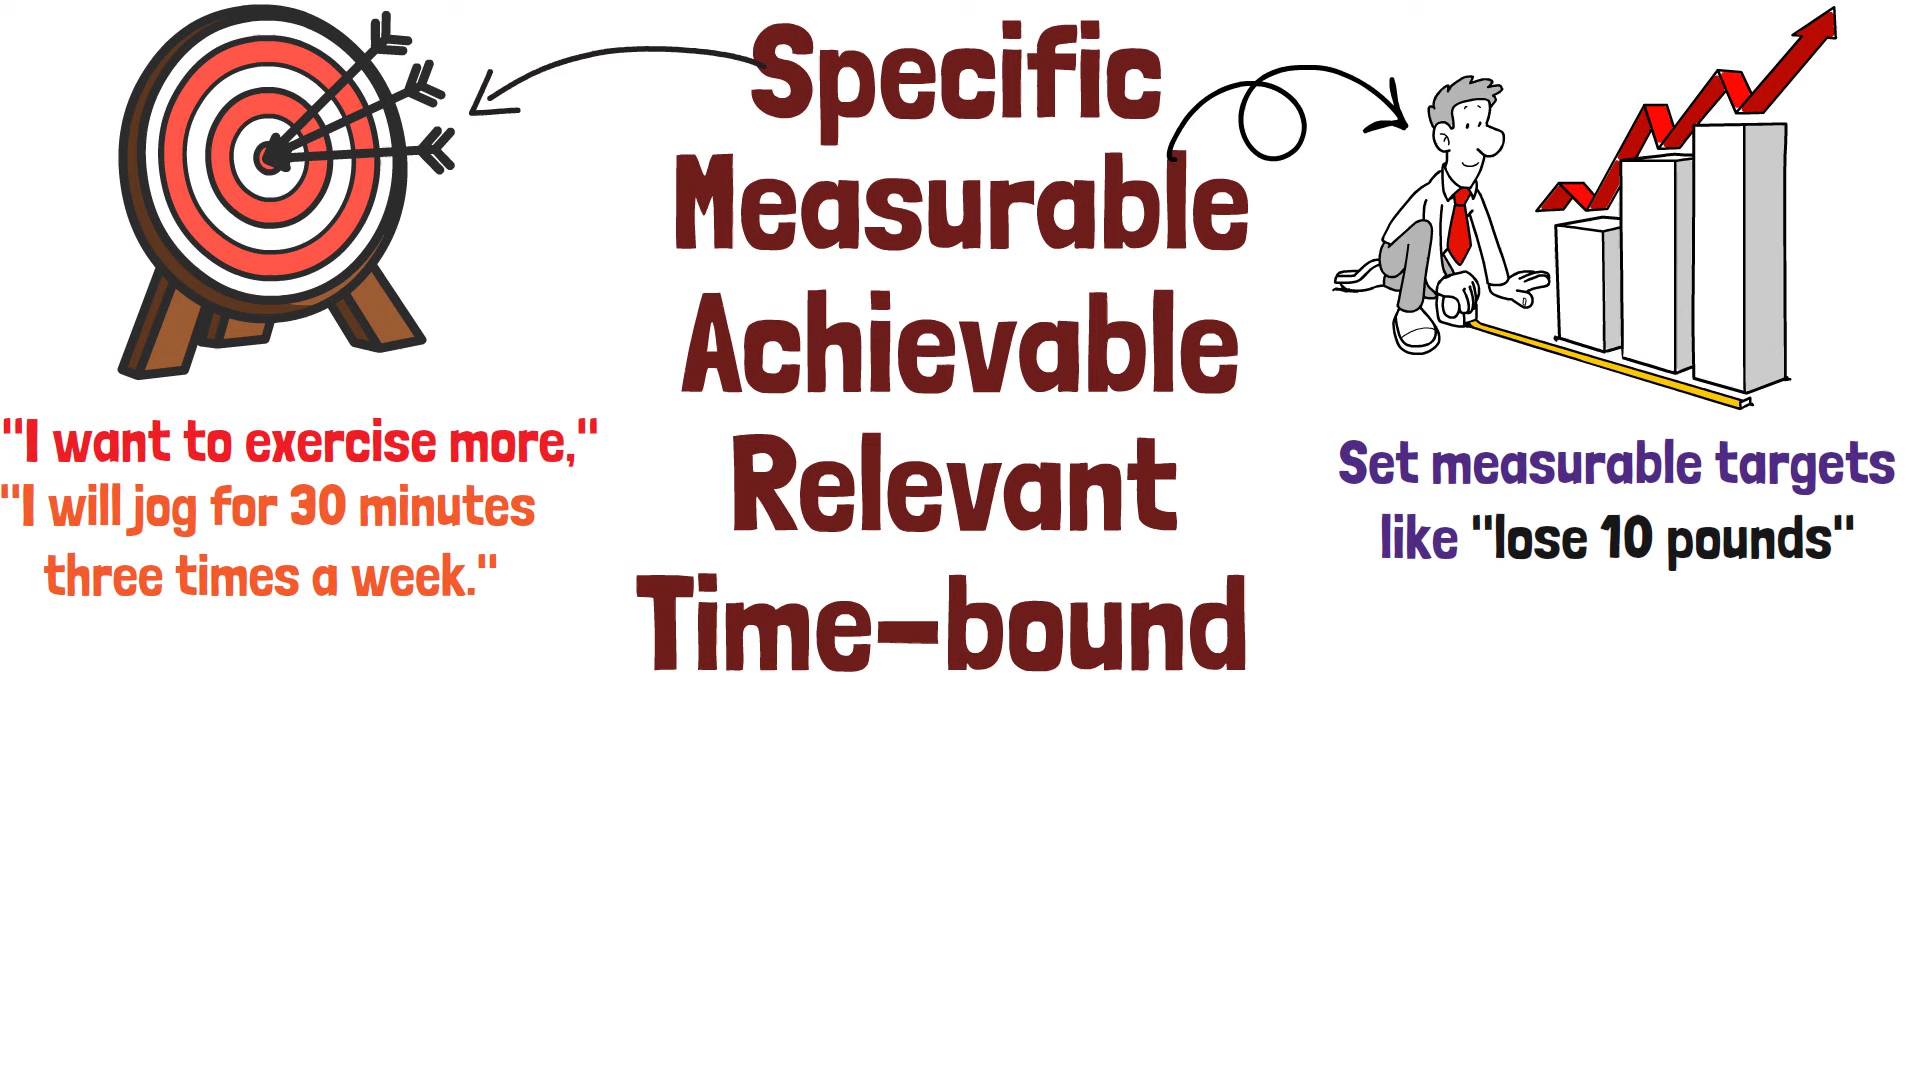 Specific
Measurable
Achievable
Relevant
Time-bound
"I want to exercise more,"
"I will jog for 30 minutes
three times a week."
Set measurable targets
like "lose 10 pounds"